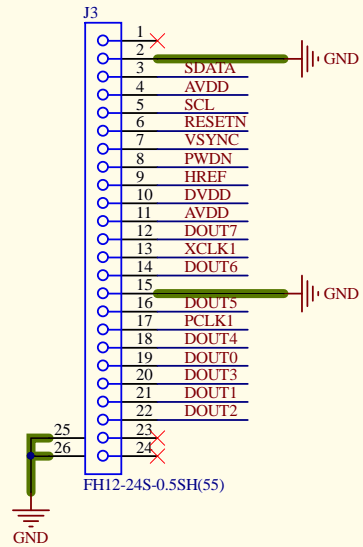 J3
1
2
GND
3 SDATA
4 AVDD
5 SCL
6 RESETN
7 VSYNC
8 PWDN
9 HREF
10 DVDD
11 AVDD
12 DOUT7
13 XCLK1
14 DOUT6
15
GND
16 DOUT5
17 PCLK1
18 DOUT4
19 DOUT0
20 DOUT3
21 DOUT1
22 DOUT2
25 23
26 24
FH12-24S-0.5SH(55)
GND